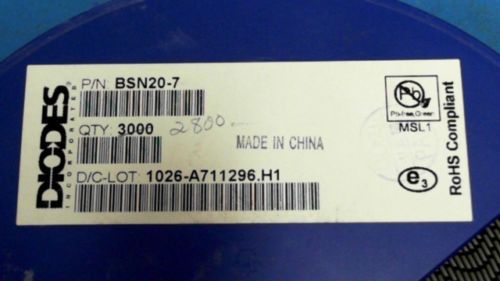 DIODES
INCORPORATED
P/N: BSN20-7
QTY: 3000 2800
MADE IN CHINA
D/C-LOT: 1026-A711296.H1
Pb
Pb-free,Green
MSL1
e3
RoHS Compliant